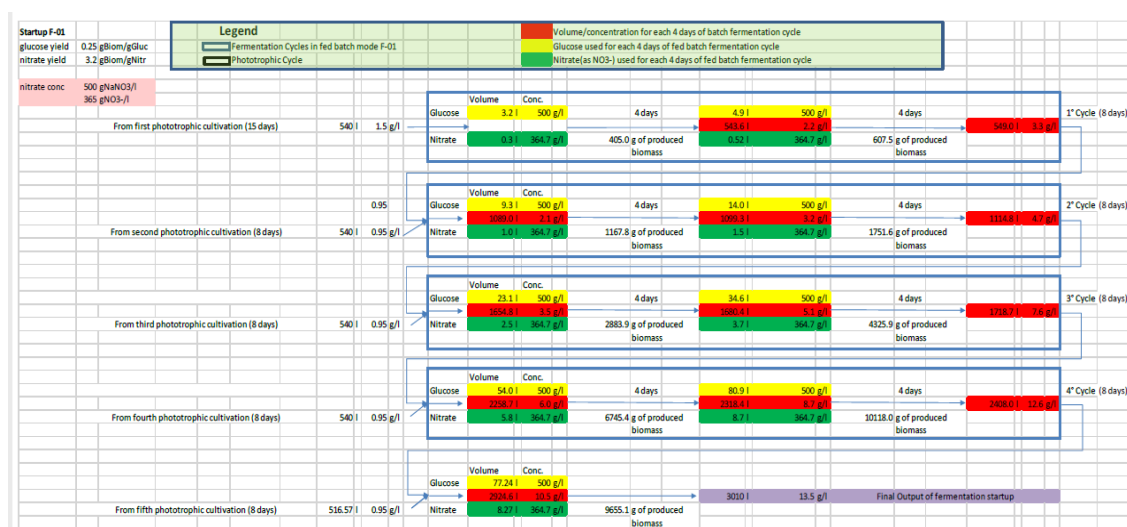 Startup F-01 Legend Volume/concentration for each 4 days of batch fermentation cycle
glucose yield 0.25 gBiom/gGluc Fermentation Cycles in fed batch mode F-01 Glucose used for each 4 days of fed batch fermentation cycle
nitrate yield 3.2 gBiom/gNitr Phototrophic Cycle Nitrate(as NO3-) used for each 4 days of fed batch fermentation cycle
nitrate conc 500 gNaNO3/l
365 gNO3-/l
Volume Conc.
Glucose 3.2 l 500 g/l 4 days 4.9 l 500 g/l 4 days 1° Cycle (8 days)
From first phototrophic cultivation (15 days) 540 l 1.5 g/l 543.6 l 2.2 g/l 549.0 l 3.3 g/l
Nitrate 0.3 l 364.7 g/l 405.0 g of produced 0.52 l 364.7 g/l 607.5 g of produced
biomass biomass
Volume Conc.
0.95 Glucose 9.3 l 500 g/l 4 days 14.0 l 500 g/l 4 days 2° Cycle (8 days)
1089.0 l 2.1 g/l 1099.3 l 3.2 g/l 1114.8 l 4.7 g/l
From second phototrophic cultivation (8 days) 540 l 0.95 g/l Nitrate 1.0 l 364.7 g/l 1167.8 g of produced 1.5 l 364.7 g/l 1751.6 g of produced
biomass biomass
Volume Conc.
Glucose 23.1 l 500 g/l 4 days 34.6 l 500 g/l 4 days 3° Cycle (8 days)
1654.8 l 3.5 g/l 1680.4 l 5.1 g/l 1718.7 l 7.6 g/l
From third phototrophic cultivation (8 days) 540 l 0.95 g/l Nitrate 2.5 l 364.7 g/l 2883.9 g of produced 3.7 l 364.7 g/l 4325.9 g of produced
biomass biomass
Volume Conc.
Glucose 54.0 l 500 g/l 4 days 80.9 l 500 g/l 4 days 4° Cycle (8 days)
2258.7 l 6.0 g/l 2318.4 l 8.7 g/l 2408.0 l 12.6 g/l
From fourth phototrophic cultivation (8 days) 540 l 0.95 g/l Nitrate 5.8 l 364.7 g/l 6745.4 g of produced 8.7 l 364.7 g/l 10118.0 g of produced
biomass biomass
Volume Conc.
Glucose 77.24 l 500 g/l
2924.6 l 10.5 g/l 3010 l 13.5 g/l Final Output of fermentation startup
From fifth phototrophic cultivation (8 days) 516.57 l 0.95 g/l Nitrate 8.27 l 364.7 g/l 9655.1 g of produced
biomass